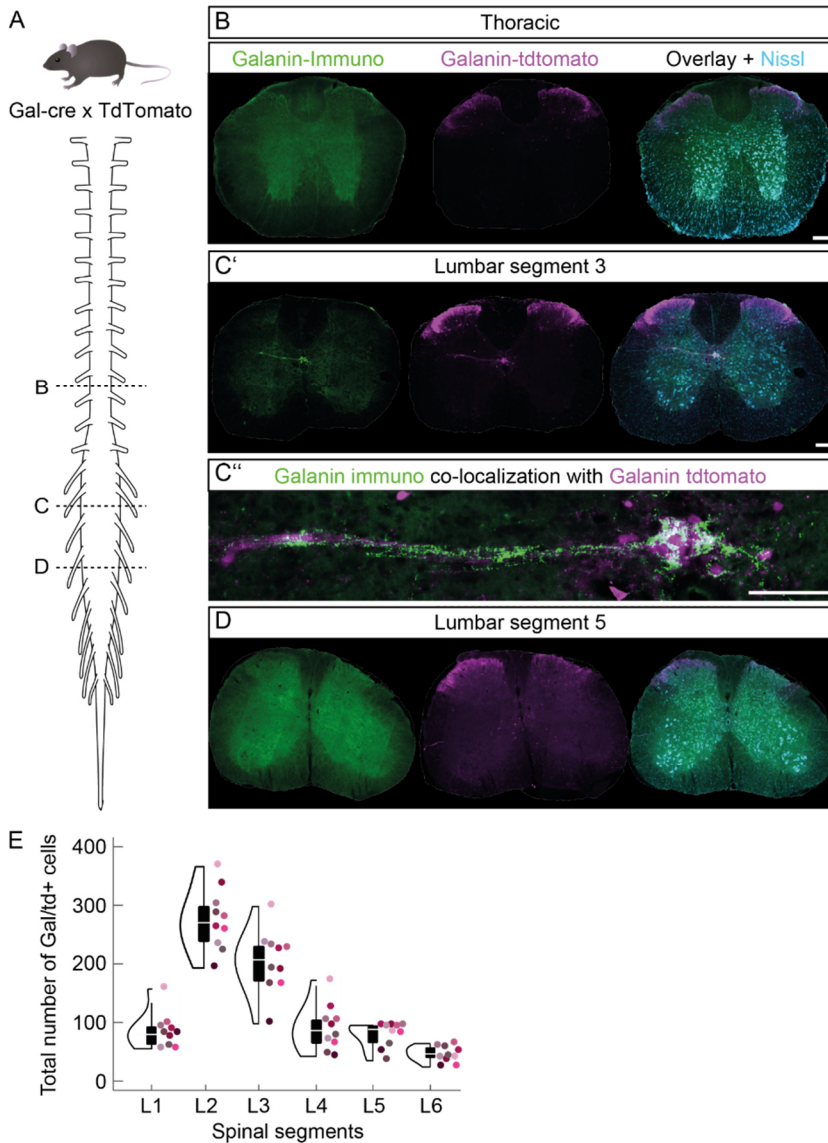 A
Gal-cre x TdTomato
B
C
D
B
Thoracic
Galanin-Immuno
Galanin-tdtomato
Overlay + Nissl
C'
Lumbar segment 3
C"
Galanin immuno co-localization with Galanin tdtomato
D
Lumbar segment 5
E
Total number of Gal/td+ cells
400
300
200
100
0
L1
L2
L3
L4
L5
L6
Spinal segments